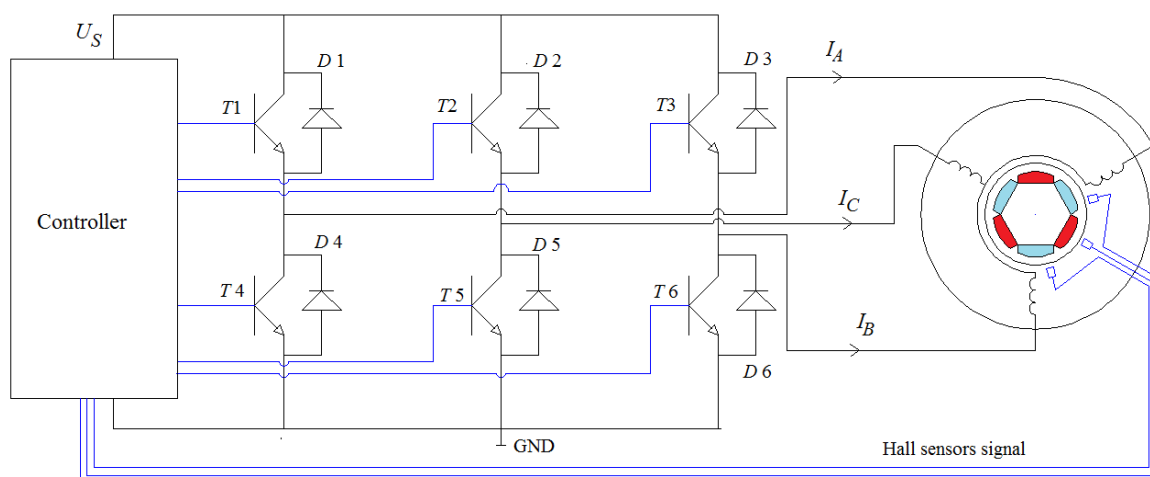 U_S
D 1
D 2
D 3
I_A
T1
T2
T3
Controller
I_C
D 4
D 5
T 4
T 5
T 6
I_B
D 6
GND
Hall sensors signal